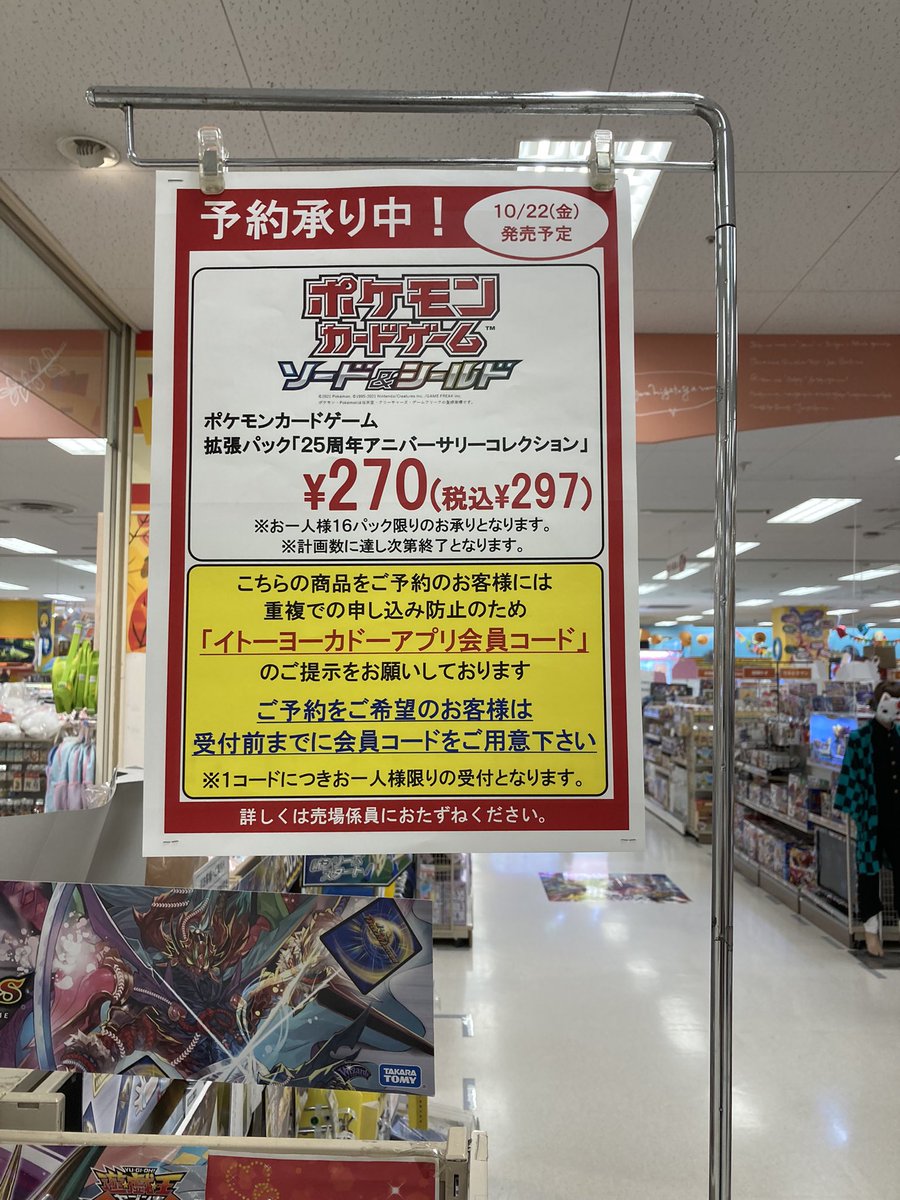 予約承り中！
10/22(金)
発売予定
ポケモン
カードゲーム™
ソード&シールド
ポケモンカードゲーム
拡張パック「25周年アニバーサリーコレクション」
¥270(税込¥297)
※お一人様16パック限りのお承りとなります。
※計画数に達し次第終了となります。
こちらの商品をご予約のお客様には
重複での申し込み防止のため
「イトーヨーカドーアプリ会員コード」
のご提示をお願いしております
ご予約をご希望のお客様は
受付前までに会員コードをご用意下さい
※1コードにつきお一人様限りの受付となります。
詳しくは売場係員におたずねください。
TAKARA
TOMY
Wizards
YU-GI-OH!
遊戯王